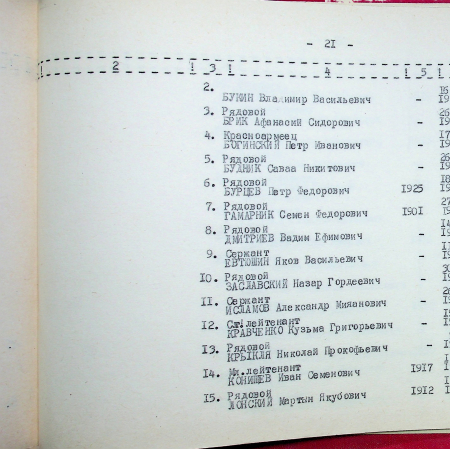 - 21 -
2 3 4 5
2.
БУКИН Владимир Васильевич -
3. Рядовой
БРИК Афанасий Сидорович -
4. Красноармеец
БОГИНСКИЙ Петр Иванович -
5. Рядовой
БУДНИК Савва Никитович -
6. Рядовой
БУРЦЕВ Петр Федорович 1925
7. Рядовой
ГАМАРНИК Семен Федорович 1901
8. Рядовой
ДМИТРИЕВ Вадим Ефимович -
9. Сержант
ЕВТЮШИН Яков Васильевич -
10. Рядовой
ЗАСЛАВСКИЙ Назар Гордеевич -
11. Сержант
ИСЛАМОВ Александр -
12. Ст.лейтенант
КРАВЧЕНКО Кузьма Григорьевич -
13. Рядовой
КРЫКЛЯ Николай Прокофьевич -
14. Мл.лейтенант
КОНИЩЕВ Иван Семенович 1917
15. Рядовой
ЛОНСКИЙ Мартын Якубович 1912